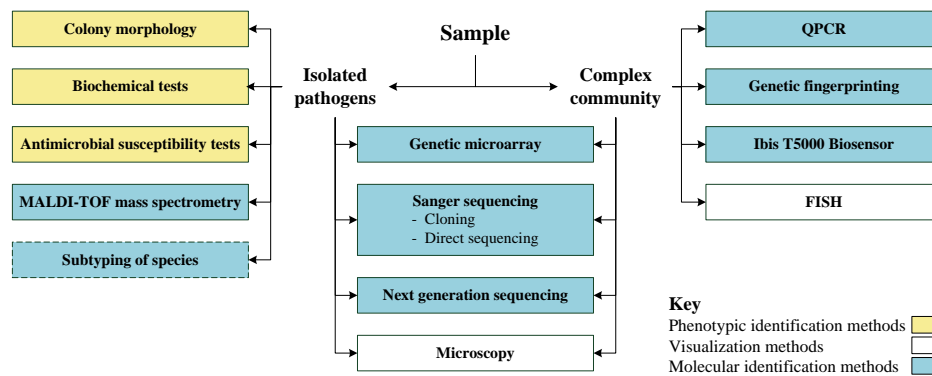 Sample
Isolated
pathogens
Complex
community
Colony morphology
Biochemical tests
Antimicrobial susceptibility tests
MALDI-TOF mass spectrometry
Subtyping of species
Genetic microarray
Sanger sequencing
- Cloning
- Direct sequencing
Next generation sequencing
Microscopy
QPCR
Genetic fingerprinting
Ibis T5000 Biosensor
FISH
Key
Phenotypic identification methods
Visualization methods
Molecular identification methods